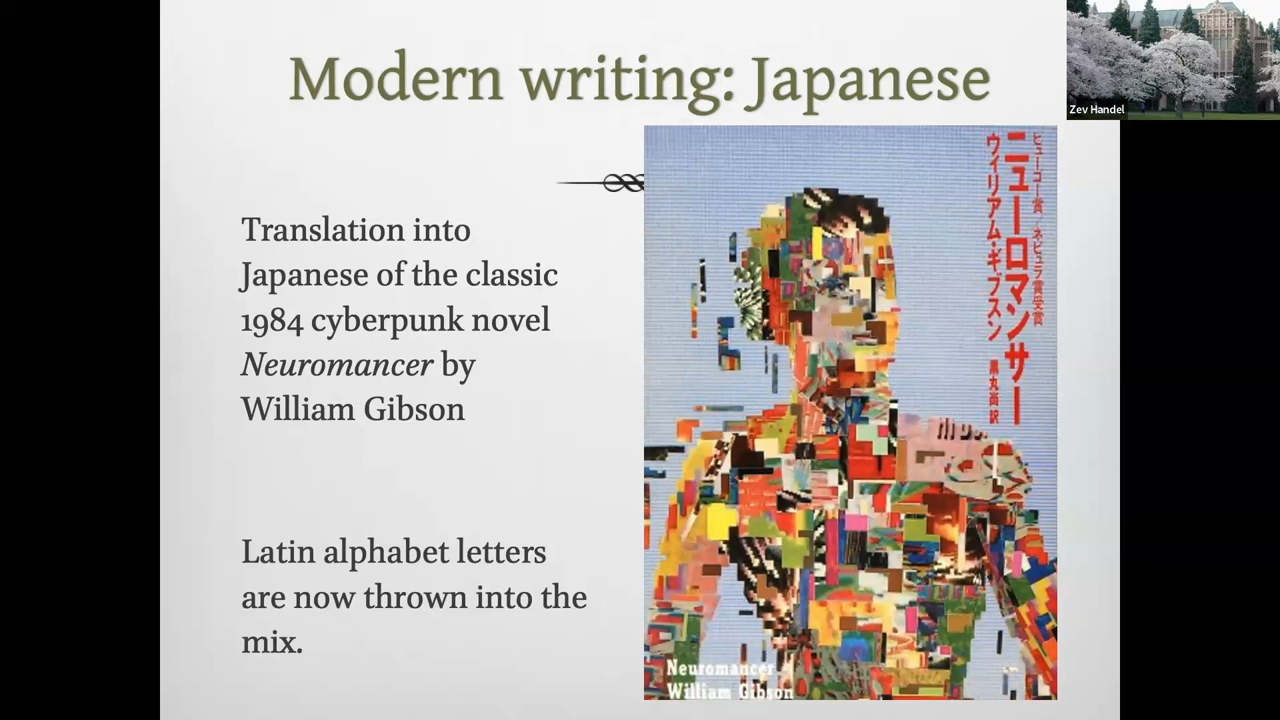 Modern writing: Japanese
Zev Handel
Translation into
Japanese of the classic
1984 cyberpunk novel
Neuromancer by
William Gibson
Latin alphabet letters
are now thrown into the
mix.
ヒューゴー賞/ネビュラ賞受賞
ニューロマンサー
ウィリアム・ギブスン 黒丸尚訳
Neuromancer
William Gibson